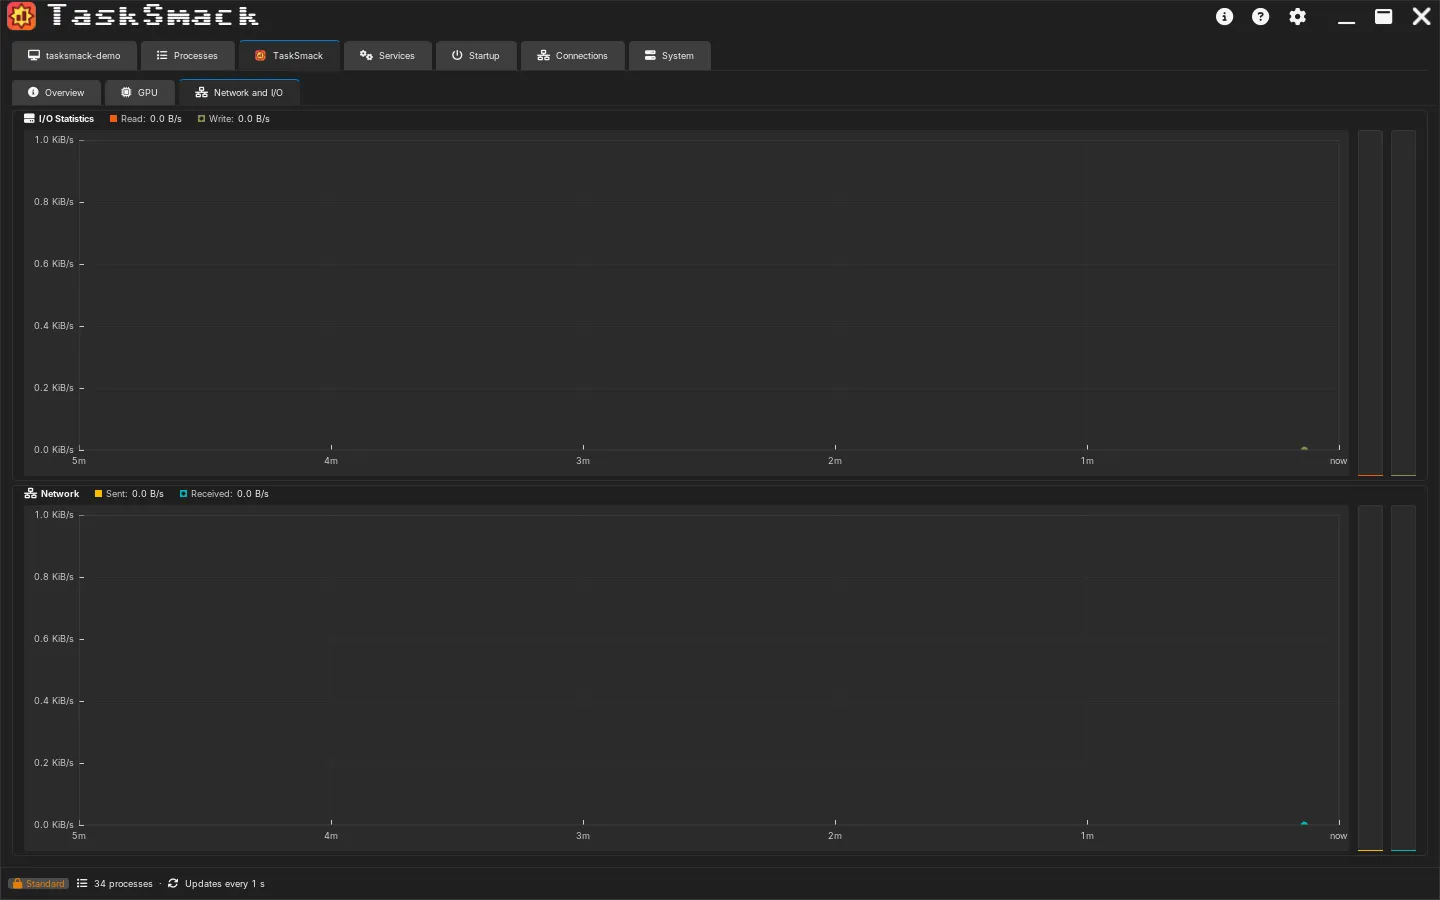 TaskSmack
tasksmack-demo Processes TaskSmack Services Startup Connections System
Overview GPU Network and I/O
I/O Statistics Read: 0.0 B/s Write: 0.0 B/s
1.0 KiB/s
0.8 KiB/s
0.6 KiB/s
0.4 KiB/s
0.2 KiB/s
0.0 KiB/s
5m 4m 3m 2m 1m now
Network Sent: 0.0 B/s Received: 0.0 B/s
1.0 KiB/s
0.8 KiB/s
0.6 KiB/s
0.4 KiB/s
0.2 KiB/s
0.0 KiB/s
5m 4m 3m 2m 1m now
Standard 34 processes · Updates every 1 s